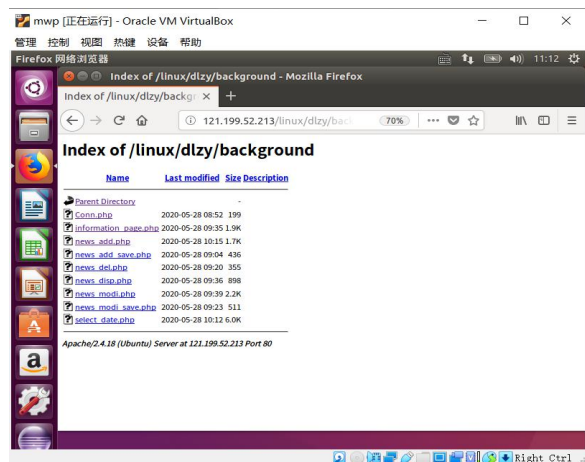 mwp [正在运行] - Oracle VM VirtualBox
管理 控制 视图 热键 设备 帮助
Firefox 网络浏览器 11:12
Index of /linux/dlzy/background - Mozilla Firefox
Index of /linux/dlzy/backgr × +
121.199.52.213/linux/dlzy/bac 70%
Index of /linux/dlzy/background
Name Last modified Size Description
Parent Directory -
Conn.php 2020-05-28 08:52 199
information_page.php 2020-05-28 09:35 1.9K
news_add.php 2020-05-28 10:15 1.7K
news_add_save.php 2020-05-28 09:04 436
news_del.php 2020-05-28 09:20 355
news_disp.php 2020-05-28 09:36 898
news_modi.php 2020-05-28 09:39 2.2K
news_modi_save.php 2020-05-28 09:23 511
select_date.php 2020-05-28 10:12 6.0K
Apache/2.4.18 (Ubuntu) Server at 121.199.52.213 Port 80
Right Ctrl